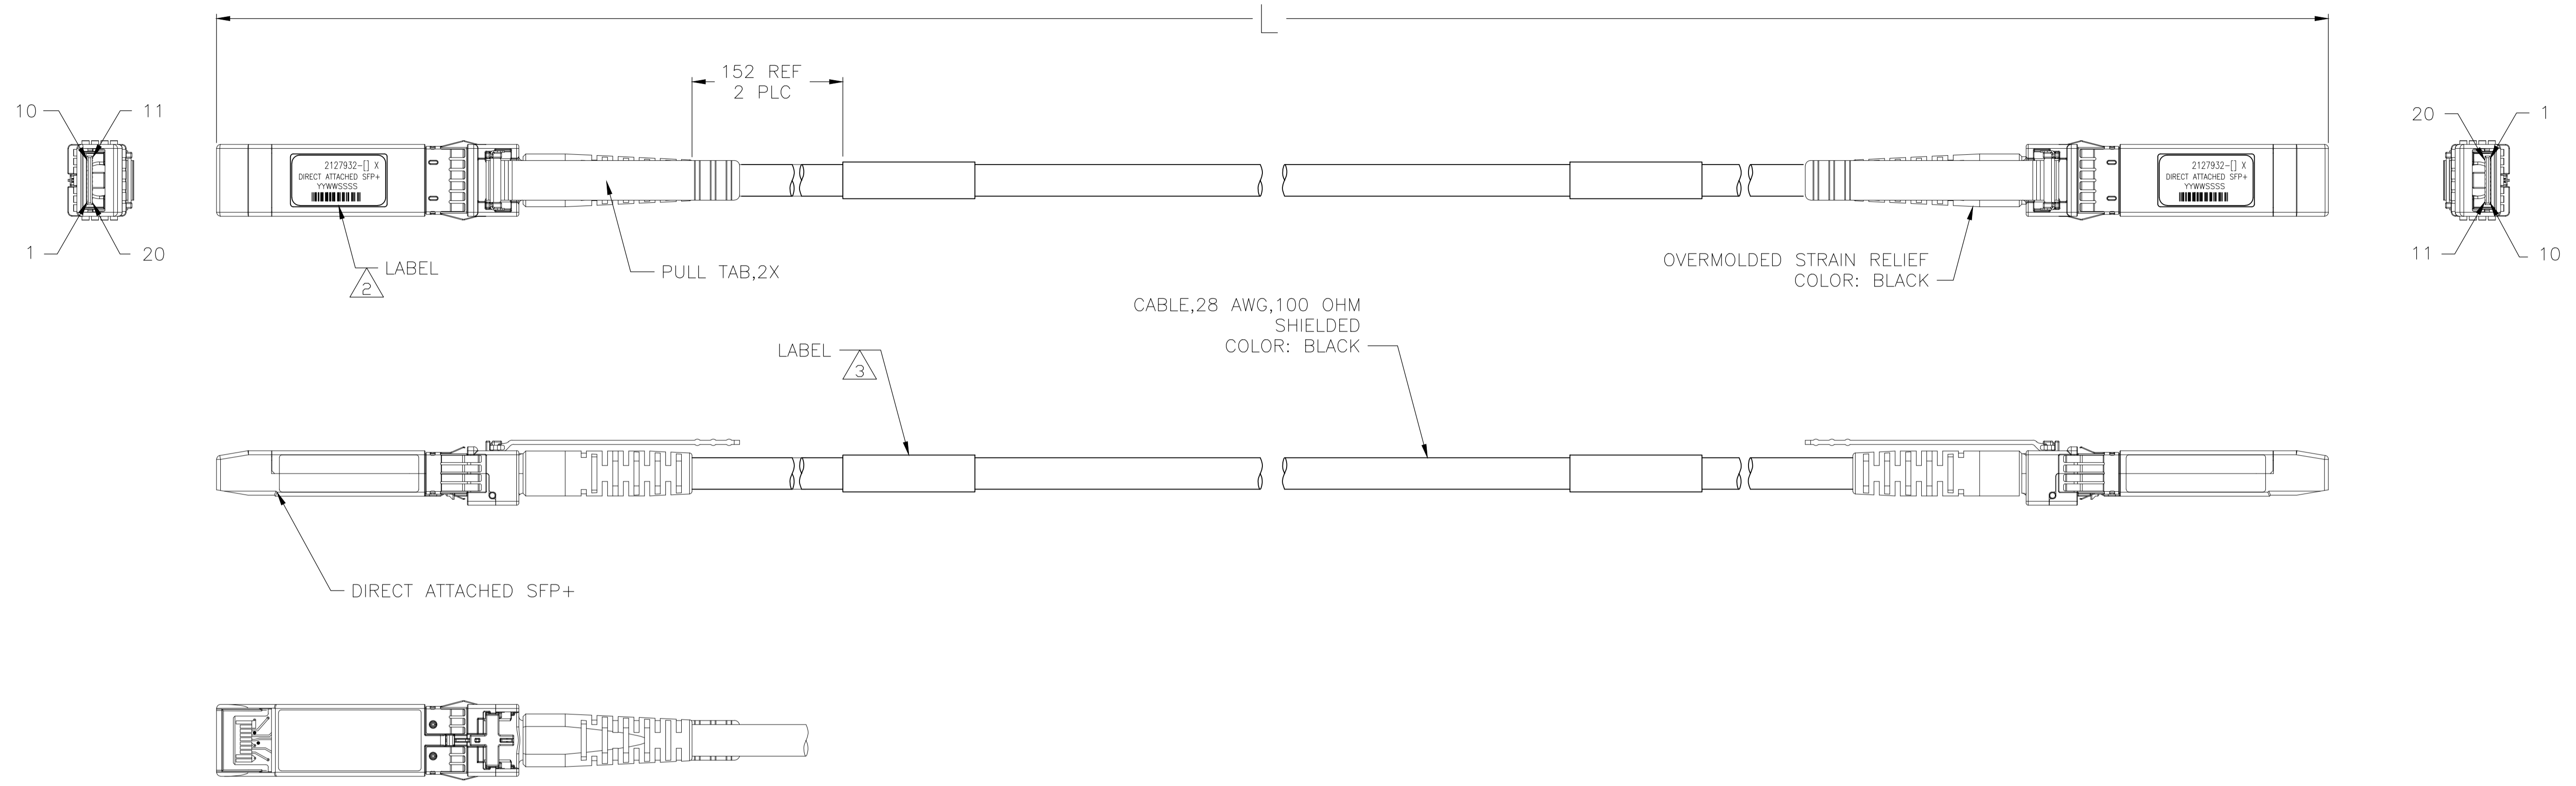 L
152 REF
2 PLC
10
11
20
1
2127932-[] X
DIRECT ATTACHED SFP+
YYWWSSSS
2127932-[] X
DIRECT ATTACHED SFP+
YYWWSSSS
1
20
11
10
LABEL
2
PULL TAB,2X
OVERMOLDED STRAIN RELIEF
COLOR: BLACK
CABLE,28 AWG,100 OHM
SHIELDED
COLOR: BLACK
LABEL
3
DIRECT ATTACHED SFP+